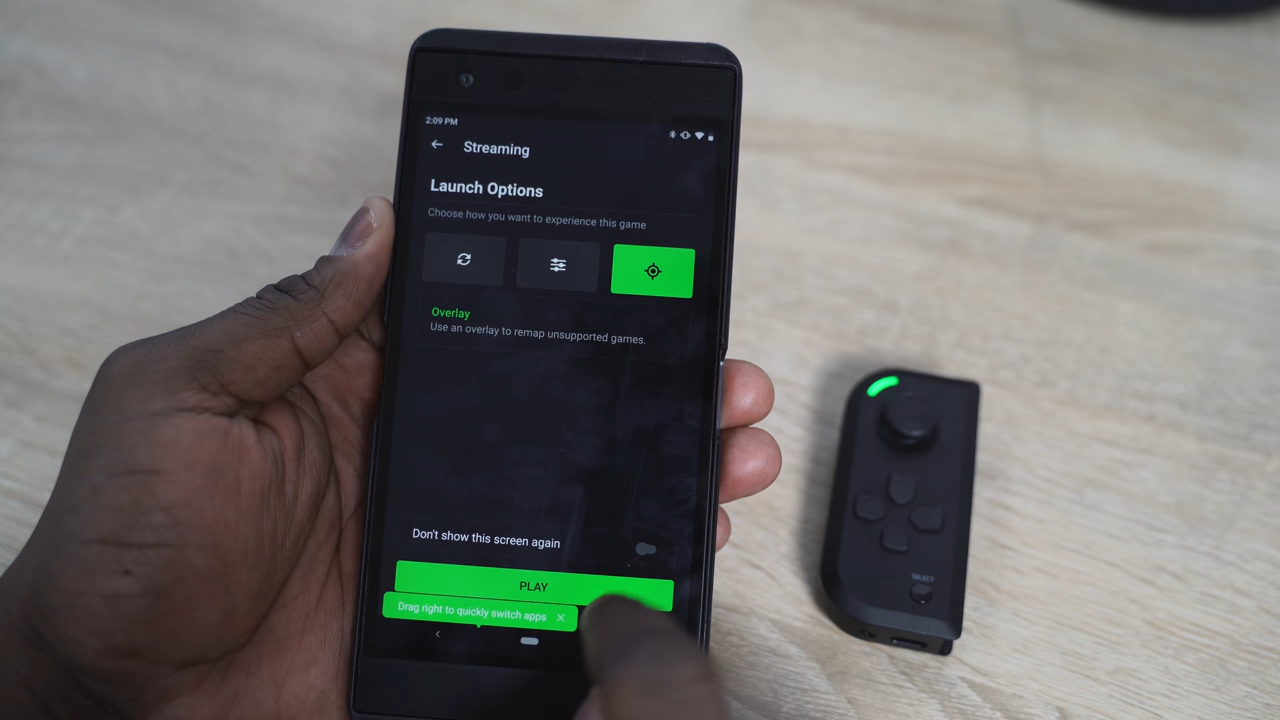 2:09 PM
Streaming
Launch Options
Choose how you want to experience this game
Overlay
Use an overlay to remap unsupported games.
Don't show this screen again
PLAY
Drag right to quickly switch apps
SELECT